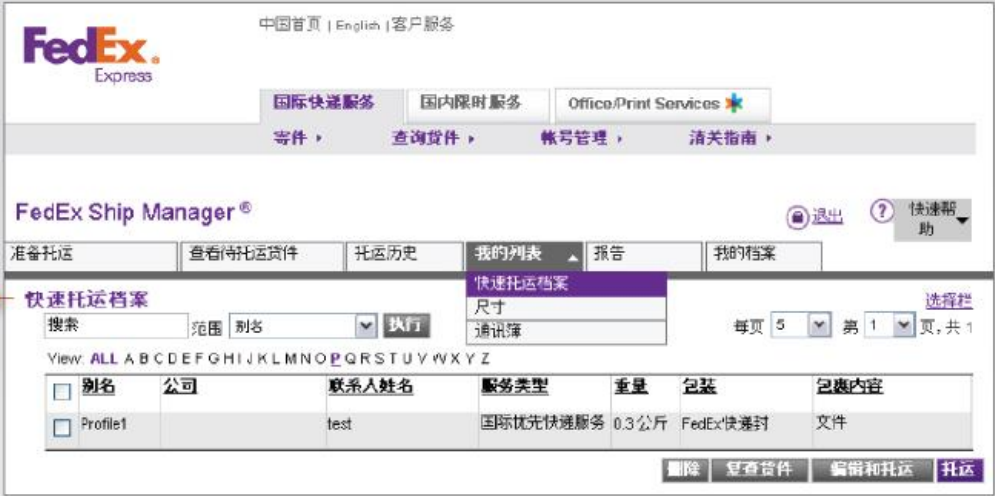 中国首页 | English | 客户服务
FedEx®
Express
国际快递服务 国内限时服务 Office/Print Services
寄件 查询货件 帐号管理 清关指南
FedEx Ship Manager®
退出 ? 快速帮助
准备托运 查看待托运货件 托运历史 我的列表 报告 我的档案
快速托运档案
尺寸
通讯簿
快速托运档案
选择栏
搜索 范围 别名 执行 每页 5 第 1 页,共 1
View: ALL A B C D E F G H I J K L M N O P Q R S T U V W X Y Z
别名 公司 联系人姓名 服务类型 重量 包装 包裹内容
Profile1 test 国际优先快递服务 0.3 公斤 FedEx快递封 文件
删除 复查货件 编辑和托运 托运